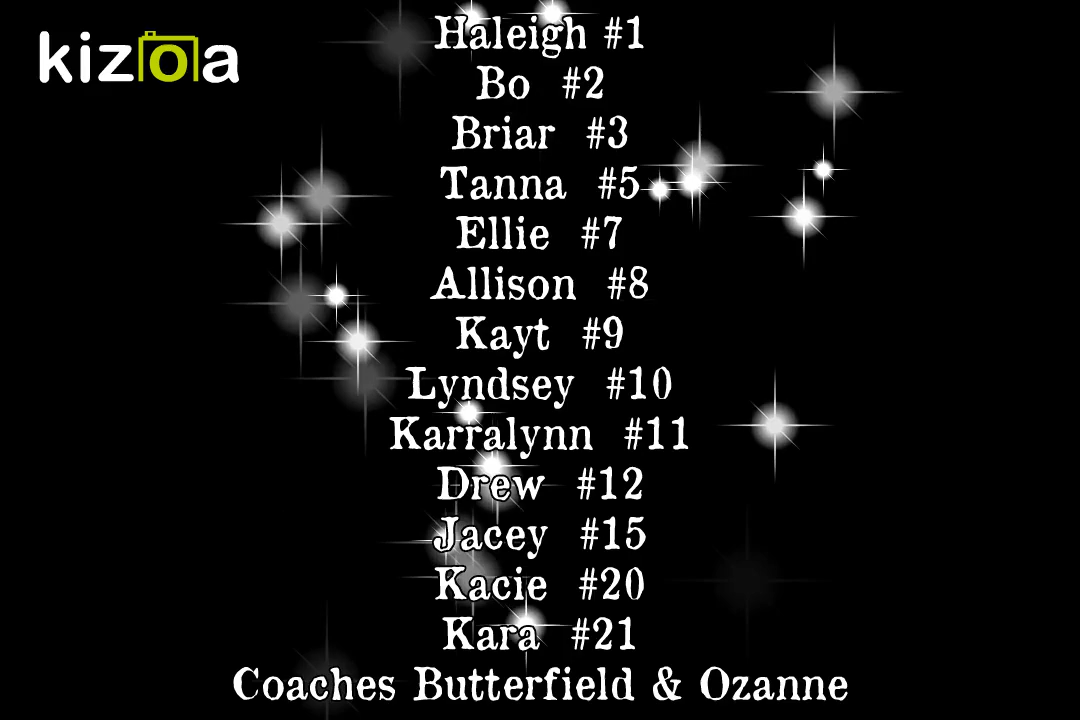 kizoa
Haleigh #1
Bo #2
Briar #3
Tanna #5
Ellie #7
Allison #8
Kayt #9
Lyndsey #10
Karralynn #11
Drew #12
Jacey #15
Kacie #20
Kara #21
Coaches Butterfield & Ozanne